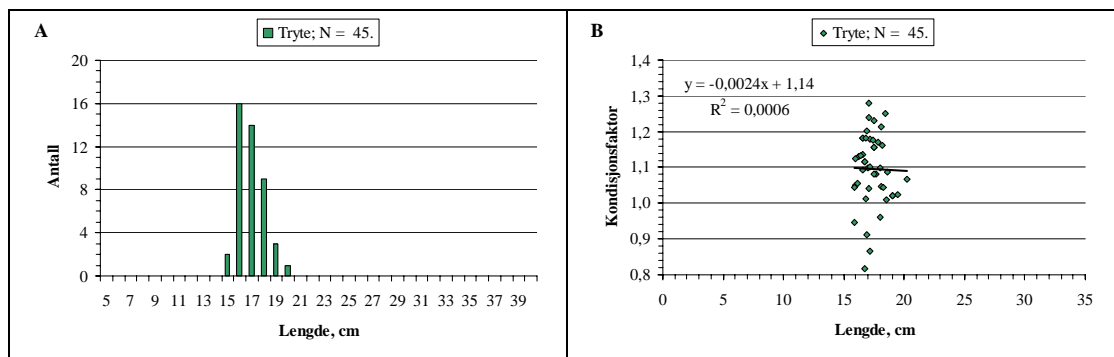 A
Tryte; N = 45.
Antall
20
16
12
8
4
0
5 7 9 11 13 15 17 19 21 23 25 27 29 31 33 35 37 39
Lengde, cm
B
Tryte; N = 45.
Kondisjonsfaktor
1,4
1,3
1,2
1,1
1,0
0,9
0,8
y = -0,0024x + 1,14
R² = 0,0006
0 5 10 15 20 25 30 35
Lengde, cm